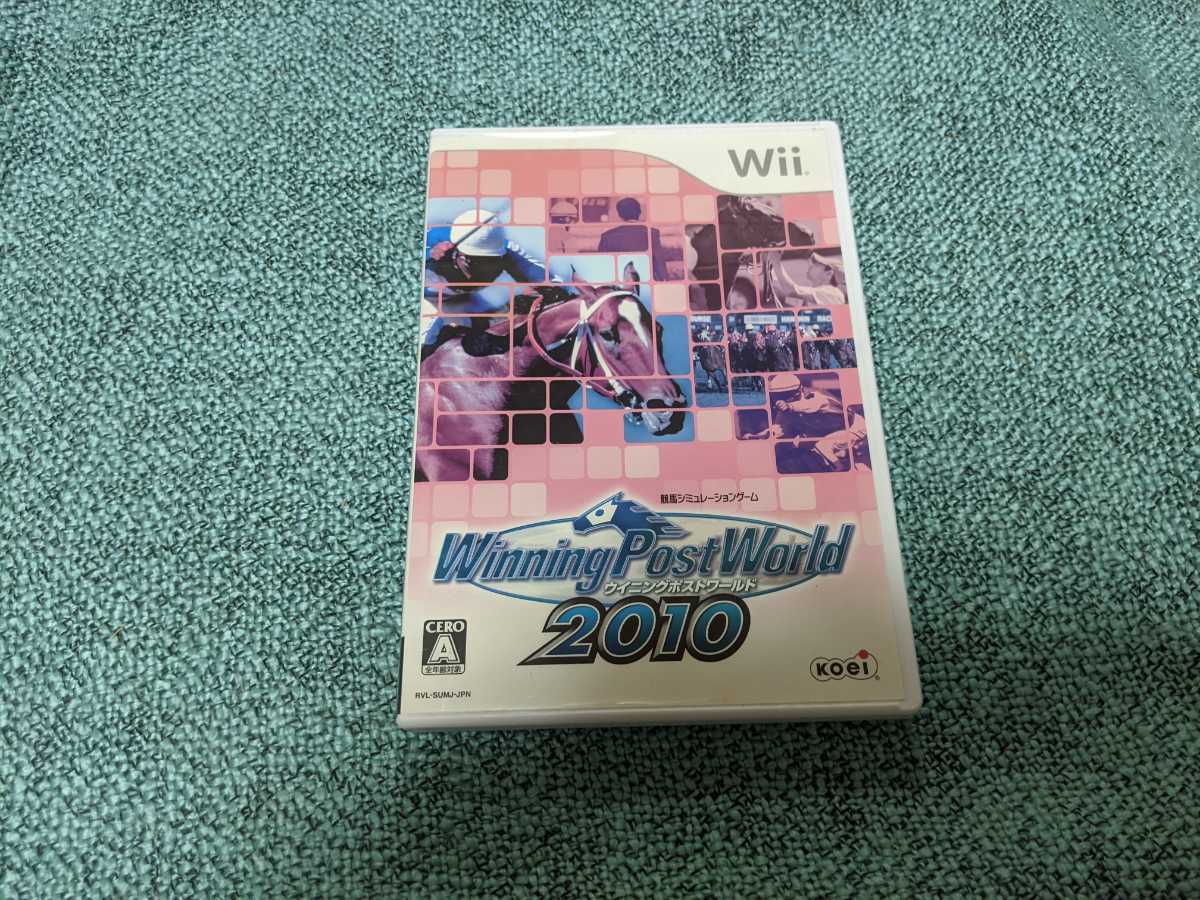 Wii
競馬シミュレーションゲーム
Winning Post World
ウイニングポストワールド
2010
CERO
A
全年齢対象
KOEI
RVL-SUMJ-JPN